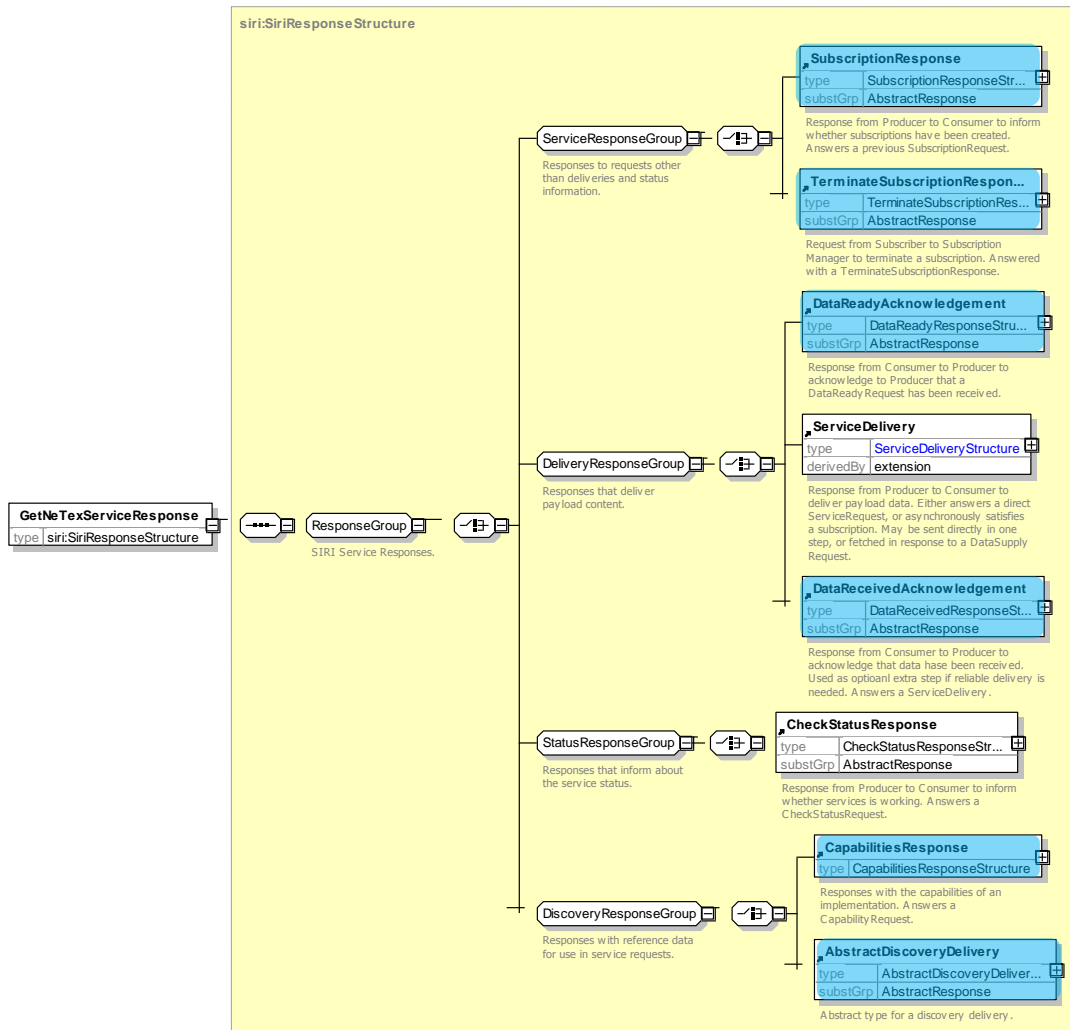 siri:SiriResponseStructure
SubscriptionResponse
type SubscriptionResponseStr...
substGrp AbstractResponse
Response from Producer to Consumer to inform
whether subscriptions have been created.
Answers a previous SubscriptionRequest.
ServiceResponseGroup
Responses to requests other
than deliveries and status
information.
TerminateSubscriptionRespon...
type TerminateSubscriptionRes...
substGrp AbstractResponse
Request from Subscriber to Subscription
Manager to terminate a subscription. Answered
with a TerminateSubscriptionResponse.
DataReadyAcknowledgement
type DataReadyResponseStru...
substGrp AbstractResponse
Response from Consumer to Producer to
acknowledge to Producer that a
DataReadyRequest has been received.
ServiceDelivery
type ServiceDeliveryStructure
derivedBy extension
Response from Producer to Consumer to
deliver payload data. Either answers a direct
ServiceRequest, or asynchronously satisfies
a subscription. May be sent directly in one
step, or fetched in response to a DataSupply
Request.
DeliveryResponseGroup
Responses that deliver
payload content.
GetNeTexServiceResponse
type siri:SiriResponseStructure
ResponseGroup
SIRI Service Responses.
DataReceivedAcknowledgement
type DataReceivedResponseSt...
substGrp AbstractResponse
Response from Consumer to Producer to
acknowledge that data hase been received.
Used as optioanl extra step if reliable delivery is
needed. Answers a ServiceDelivery.
StatusResponseGroup
Responses that inform about
the service status.
CheckStatusResponse
type CheckStatusResponseStr...
substGrp AbstractResponse
Response from Producer to Consumer to inform
whether services is working. Answers a
CheckStatusRequest.
CapabilitiesResponse
type CapabilitiesResponseStructure
Responses with the capabilities of an
implementation. Answers a
CapabilityRequest.
DiscoveryResponseGroup
Responses with reference data
for use in service requests.
AbstractDiscoveryDelivery
type AbstractDiscoveryDeliver...
substGrp AbstractResponse
Abstract type for a discovery delivery.